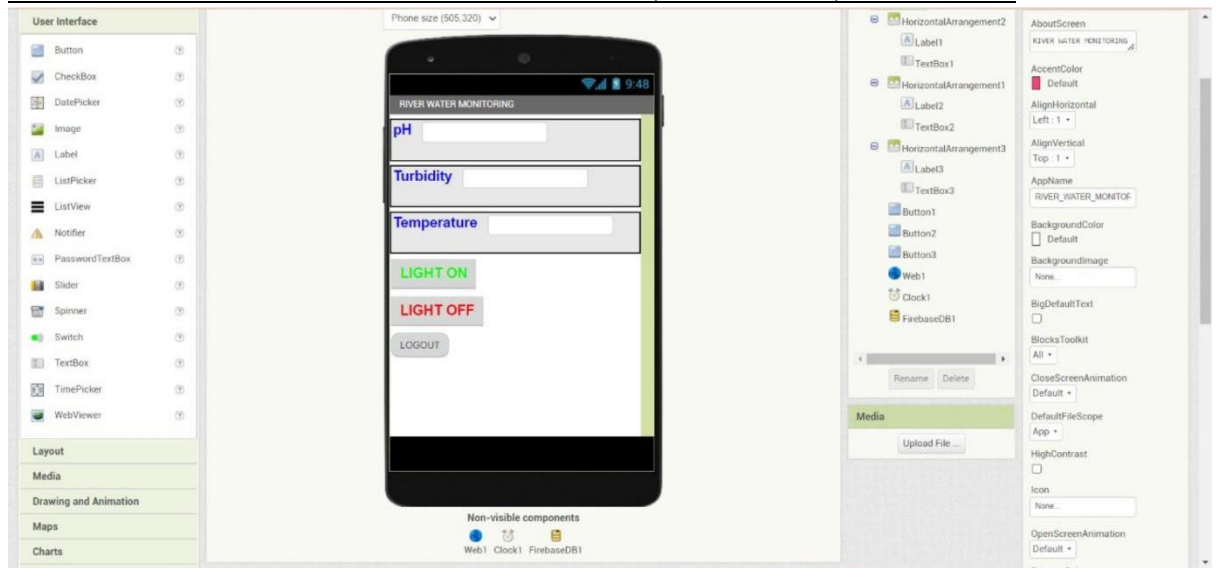 User Interface
Button
CheckBox
DatePicker
Image
Label
ListPicker
ListView
Notifier
PasswordTextBox
Slider
Spinner
Switch
TextBox
TimePicker
WebViewer
Layout
Media
Drawing and Animation
Maps
Charts
Phone size (505,320)
9:48
RIVER WATER MONITORING
pH
Turbidity
Temperature
LIGHT ON
LIGHT OFF
LOGOUT
Non-visible components
Web1 Clock1 FirebaseDB1
HorizontalArrangement2
Label1
TextBox1
HorizontalArrangement1
Label2
TextBox2
HorizontalArrangement3
Label3
TextBox3
Button1
Button2
Button3
Web1
Clock1
FirebaseDB1
Rename Delete
Media
Upload File ...
AboutScreen
RIVER WATER MONITORING
AccentColor
Default
AlignHorizontal
Left : 1
AlignVertical
Top : 1
AppName
RIVER_WATER_MONITOR
BackgroundColor
Default
BackgroundImage
None...
BigDefaultText
BlocksToolkit
All
CloseScreenAnimation
Default
DefaultFileScope
App
HighContrast
Icon
None...
OpenScreenAnimation
Default